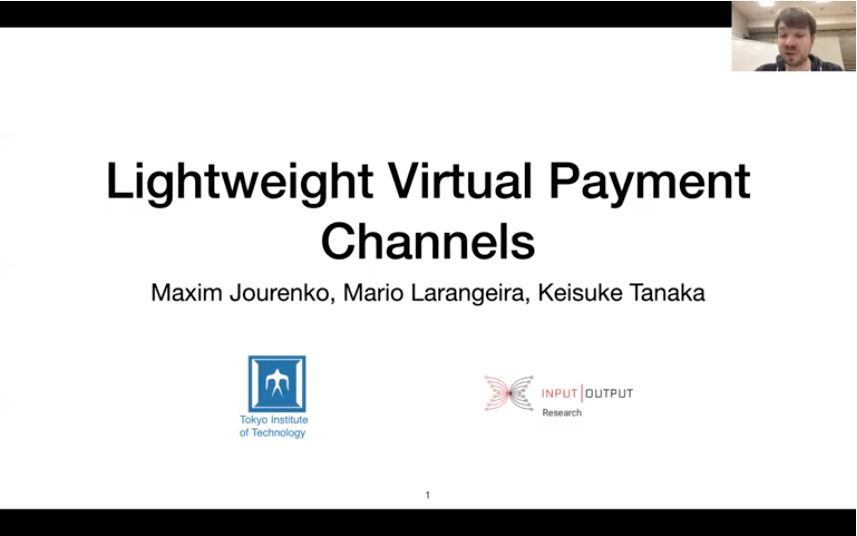 Lightweight Virtual Payment
Channels
Maxim Jourenko, Mario Larangeira, Keisuke Tanaka
Tokyo Institute
of Technology
INPUT|OUTPUT
Research
1